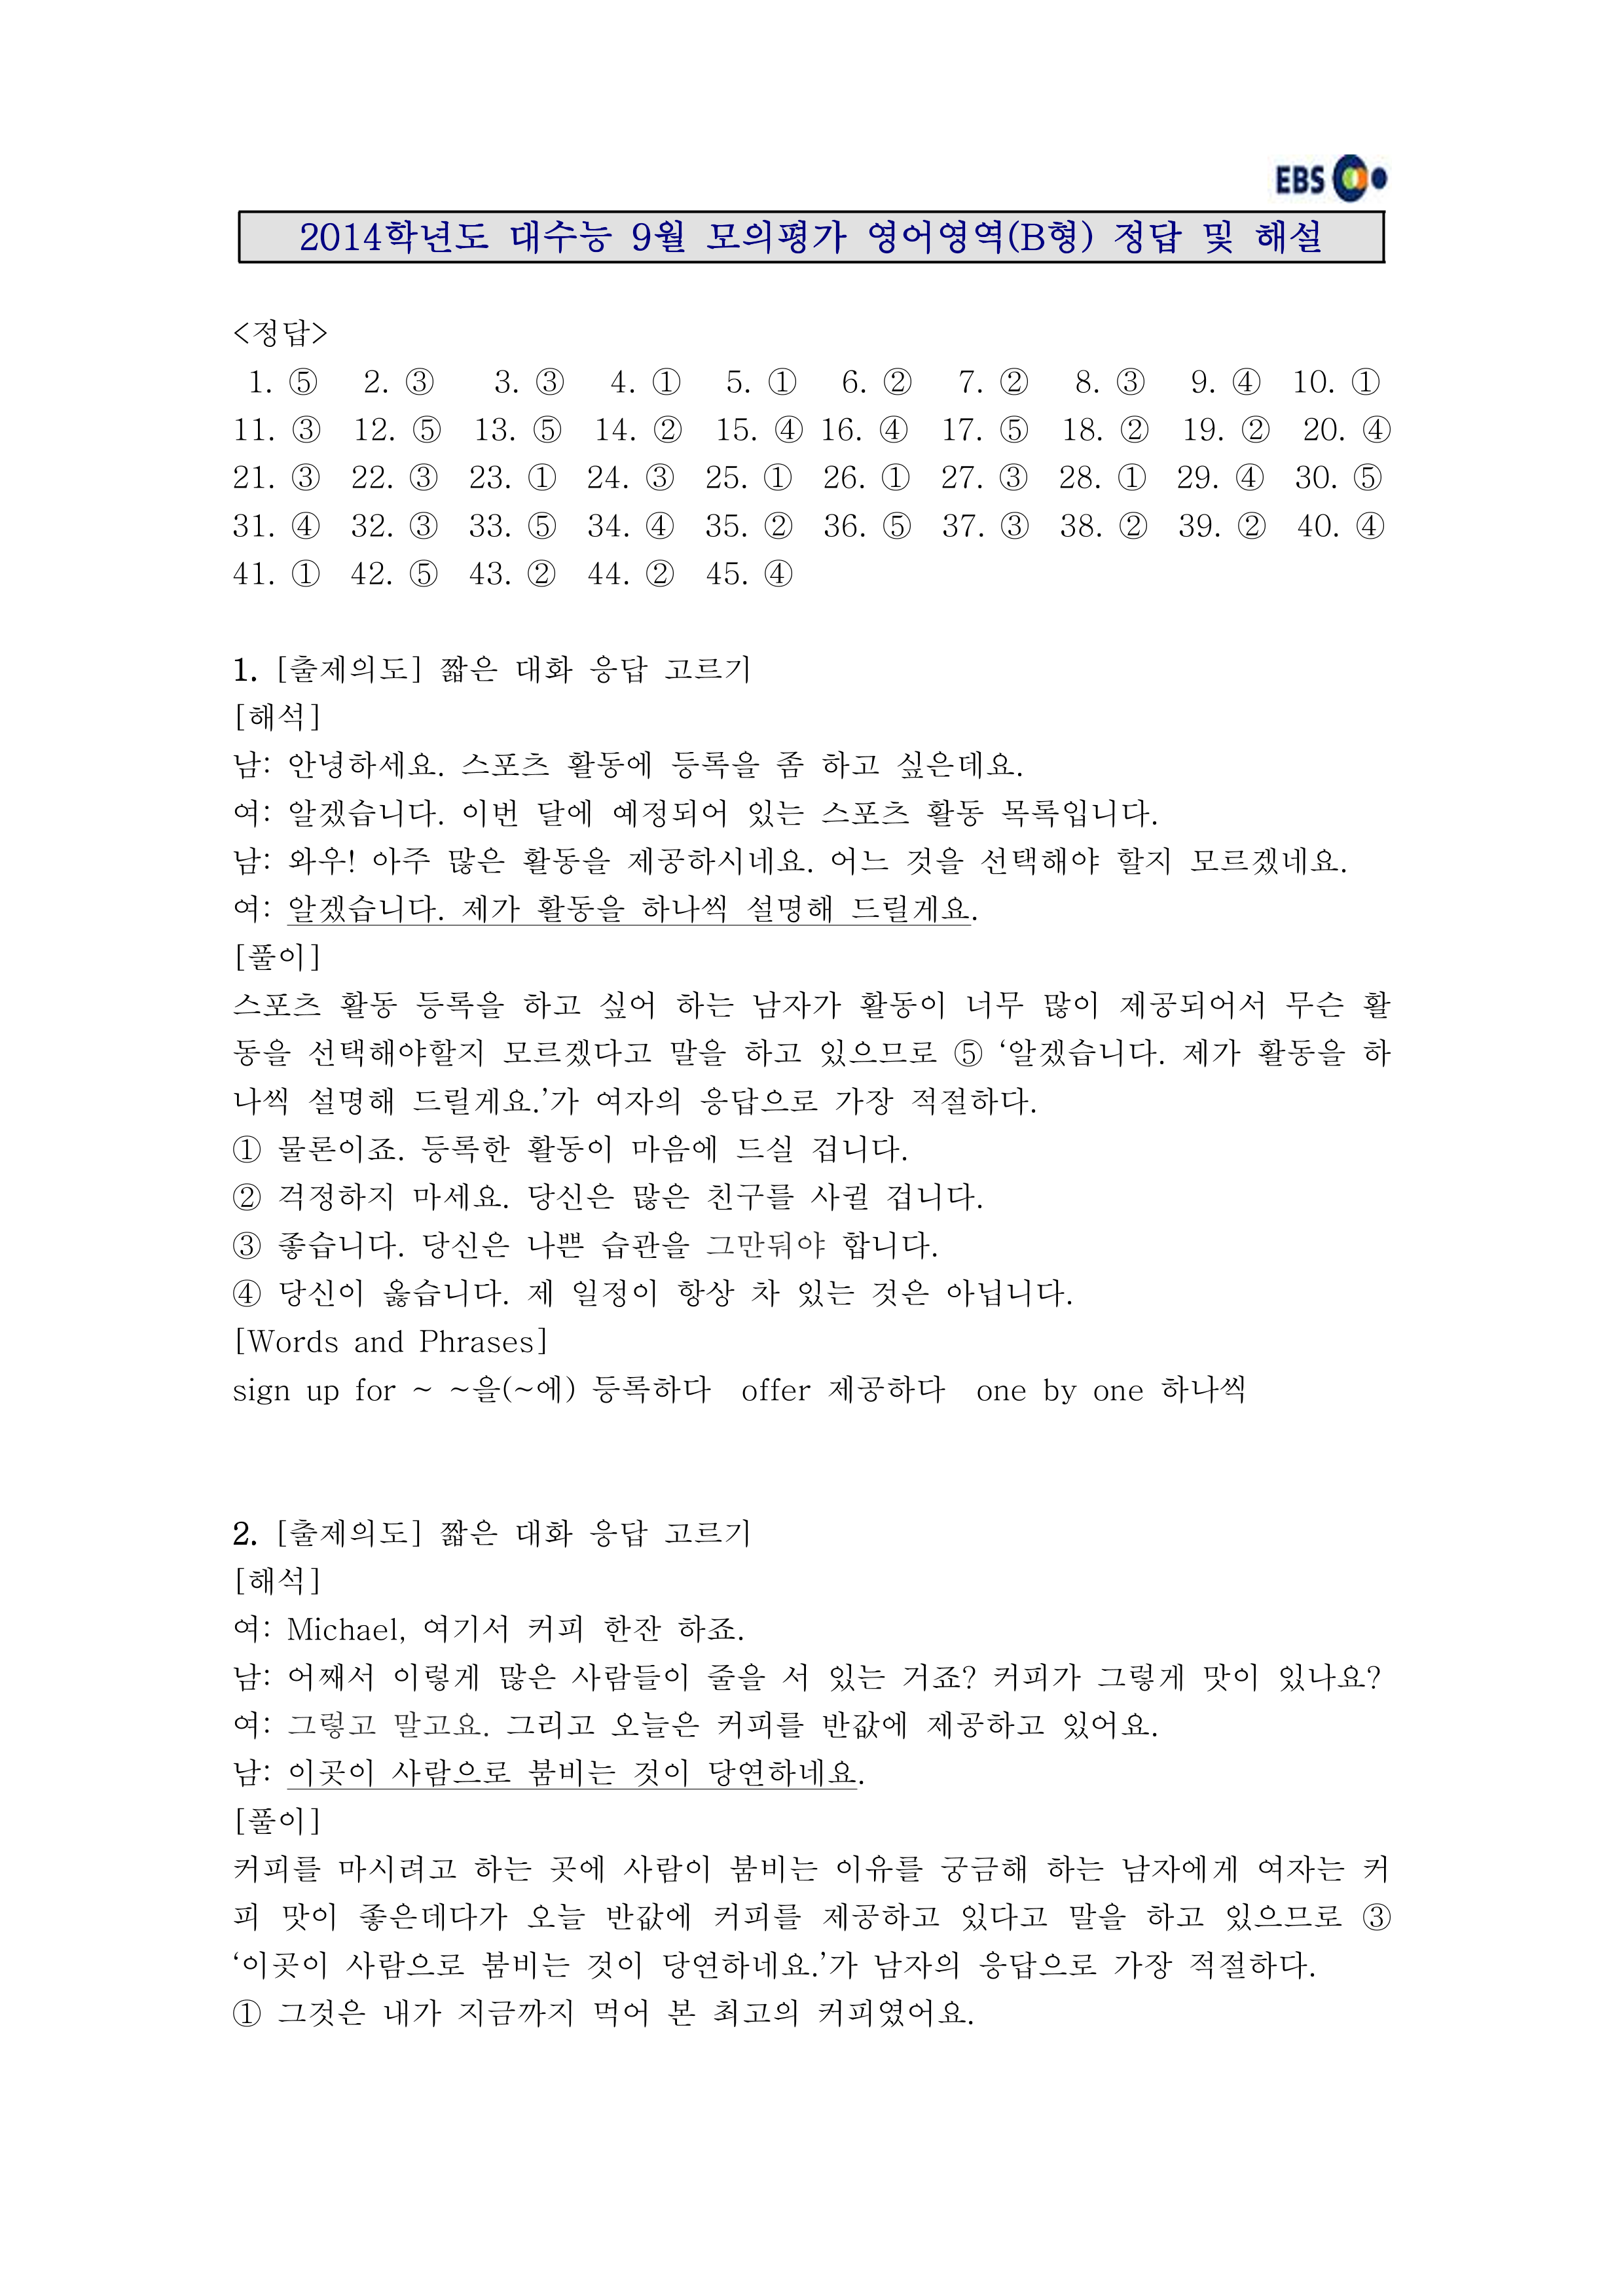 EBS
2014학년도 대수능 9월 모의평가 영어영역(B형) 정답 및 해설
<정답>
1. ⑤ 2. ③ 3. ③ 4. ① 5. ① 6. ② 7. ② 8. ③ 9. ④ 10. ①
11. ③ 12. ⑤ 13. ⑤ 14. ② 15. ④ 16. ④ 17. ⑤ 18. ② 19. ② 20. ④
21. ③ 22. ③ 23. ① 24. ③ 25. ① 26. ① 27. ③ 28. ① 29. ④ 30. ⑤
31. ④ 32. ③ 33. ⑤ 34. ④ 35. ② 36. ⑤ 37. ③ 38. ② 39. ② 40. ④
41. ① 42. ⑤ 43. ② 44. ② 45. ④
1. [출제의도] 짧은 대화 응답 고르기
[해석]
남: 안녕하세요. 스포츠 활동에 등록을 좀 하고 싶은데요.
여: 알겠습니다. 이번 달에 예정되어 있는 스포츠 활동 목록입니다.
남: 와우! 아주 많은 활동을 제공하시네요. 어느 것을 선택해야 할지 모르겠네요.
여: 알겠습니다. 제가 활동을 하나씩 설명해 드릴게요.
[풀이]
스포츠 활동 등록을 하고 싶어 하는 남자가 활동이 너무 많이 제공되어서 무슨 활
동을 선택해야할지 모르겠다고 말을 하고 있으므로 ⑤ ‘알겠습니다. 제가 활동을 하
나씩 설명해 드릴게요.’가 여자의 응답으로 가장 적절하다.
① 물론이죠. 등록한 활동이 마음에 드실 겁니다.
② 걱정하지 마세요. 당신은 많은 친구를 사귈 겁니다.
③ 좋습니다. 당신은 나쁜 습관을 그만둬야 합니다.
④ 당신이 옳습니다. 제 일정이 항상 차 있는 것은 아닙니다.
[Words and Phrases]
sign up for ~ ~을(~에) 등록하다 offer 제공하다 one by one 하나씩
2. [출제의도] 짧은 대화 응답 고르기
[해석]
여: Michael, 여기서 커피 한잔 하죠.
남: 어째서 이렇게 많은 사람들이 줄을 서 있는 거죠? 커피가 그렇게 맛이 있나요?
여: 그렇고 말고요. 그리고 오늘은 커피를 반값에 제공하고 있어요.
남: 이곳이 사람으로 붐비는 것이 당연하네요.
[풀이]
커피를 마시려고 하는 곳에 사람이 붐비는 이유를 궁금해 하는 남자에게 여자는 커
피 맛이 좋은데다가 오늘 반값에 커피를 제공하고 있다고 말을 하고 있으므로 ③
‘이곳이 사람으로 붐비는 것이 당연하네요.’가 남자의 응답으로 가장 적절하다.
① 그것은 내가 지금까지 먹어 본 최고의 커피였어요.